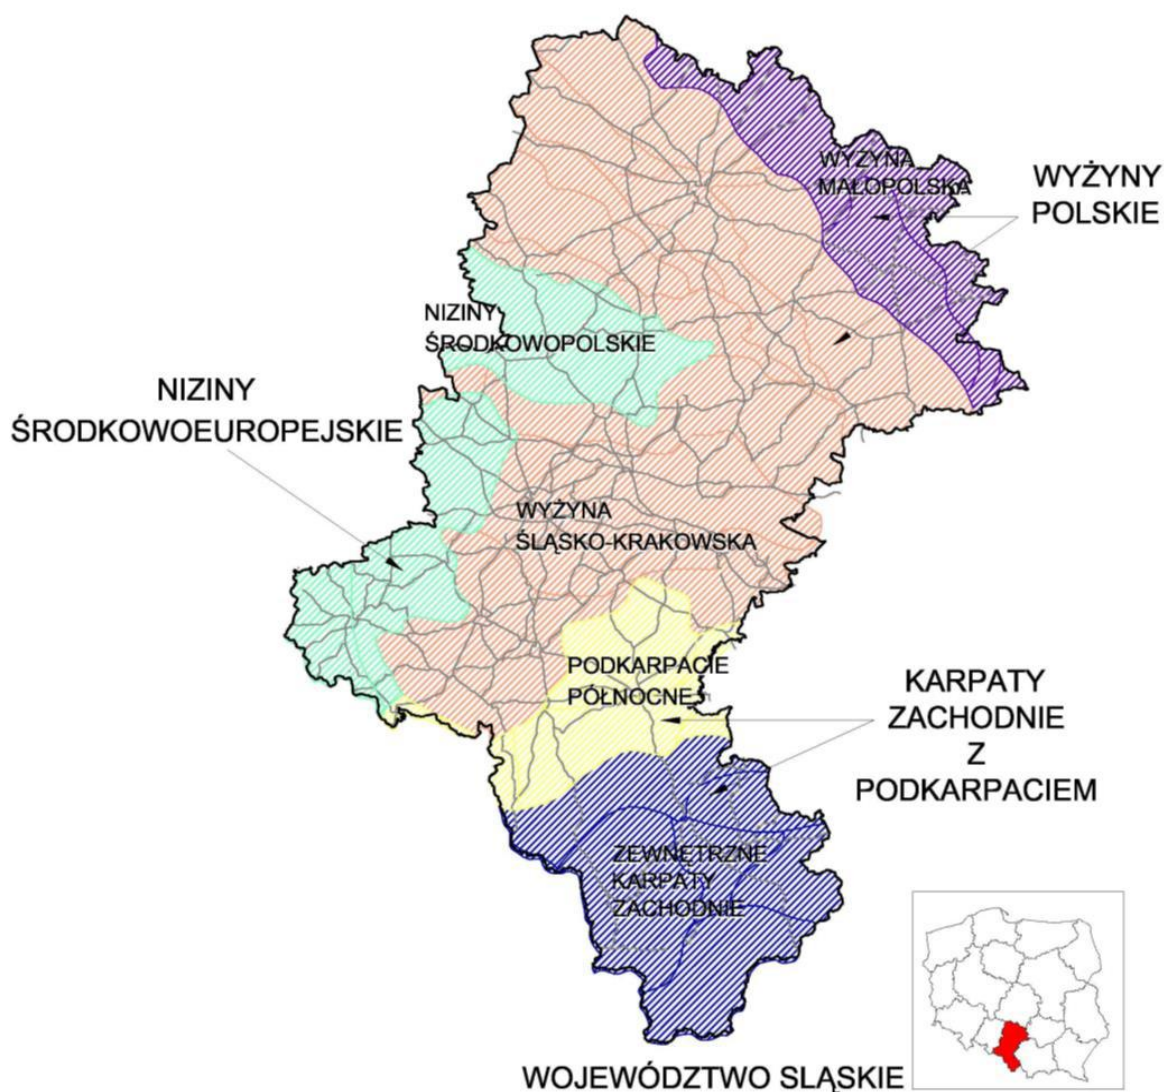 WYŻYNA
MAŁOPOLSKA
WYŻYNY
POLSKIE
NIZINY
ŚRODKOWOPOLSKIE
NIZINY
ŚRODKOWOEUROPEJSKIE
WYŻYNA
ŚLĄSKO-KRAKOWSKA
PODKARPACIE
PÓŁNOCNE
KARPATY
ZACHODNIE
Z
PODKARPACIEM
ZEWNĘTRZNE
KARPATY
ZACHODNIE
WOJEWÓDZTWO SLĄSKIE